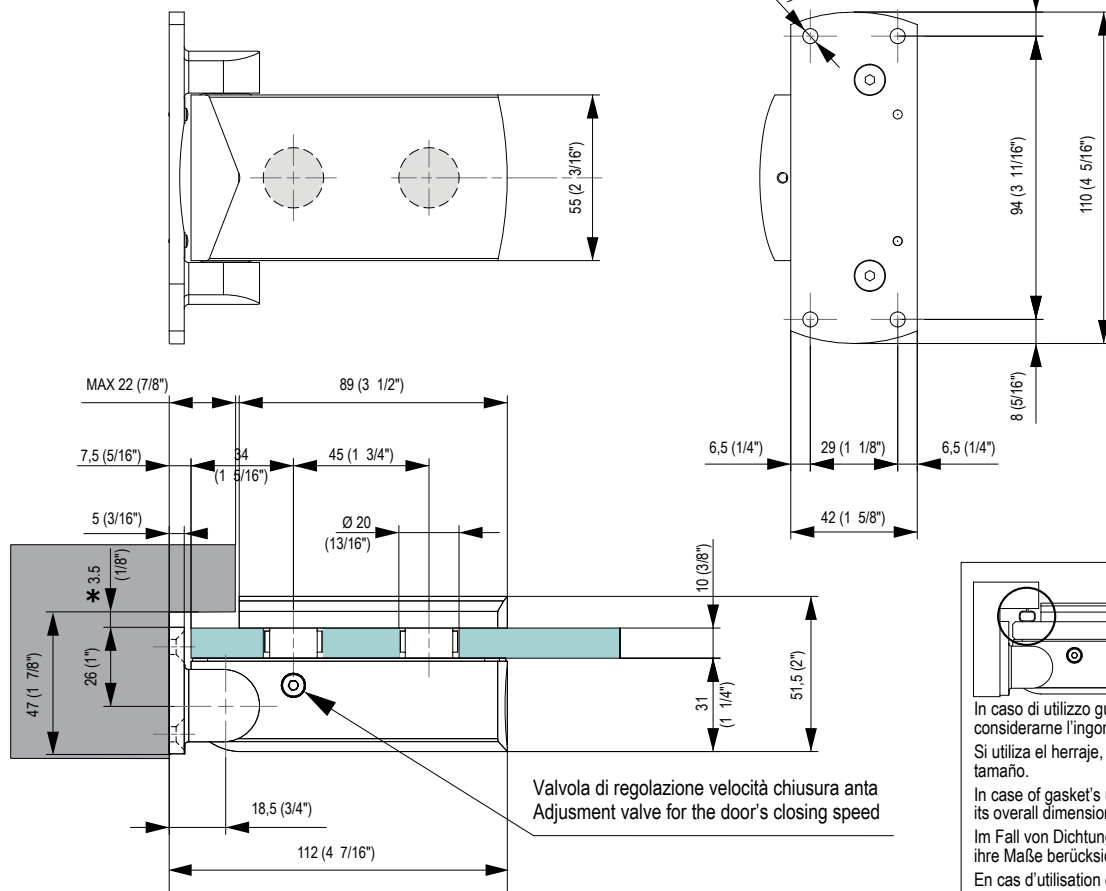 55 (2 3/16")
94 (3 11/16")
110 (4 5/16")
8 (5/16")
6,5 (1/4")
29 (1 1/8")
6,5 (1/4")
42 (1 5/8")
MAX 22 (7/8")
89 (3 1/2")
7,5 (5/16")
34
(1 5/16")
45 (1 3/4")
5 (3/16")
Ø 20
(13/16")
* 3.5
(1/8")
10 (3/8")
26 (1")
47 (1 7/8")
31
(1 1/4")
51,5 (2")
Valvola di regolazione velocità chiusura anta
Adjusment valve for the door's closing speed
18,5 (3/4")
112 (4 7/16")
In caso di utilizzo
considerarne
Si utiliza el herraje,
tamaño.
In case of gasket's
its overall
Im Fall von
ihre Maße
En cas d'utilisation